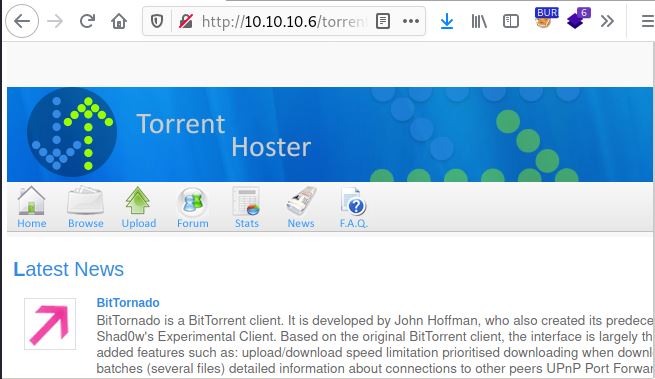 http://10.10.10.6/torrent
BUR
6
Torrent
Hoster
Home Browse Upload Forum Stats News F.A.Q.
Latest News
BitTornado
BitTornado is a BitTorrent client. It is developed by John Hoffman, who also created its predece
Shad0w's Experimental Client. Based on the original BitTorrent client, the interface is largely th
added features such as: upload/download speed limitation prioritised downloading when downl
batches (several files) detailed information about connections to other peers UPnP Port Forwar